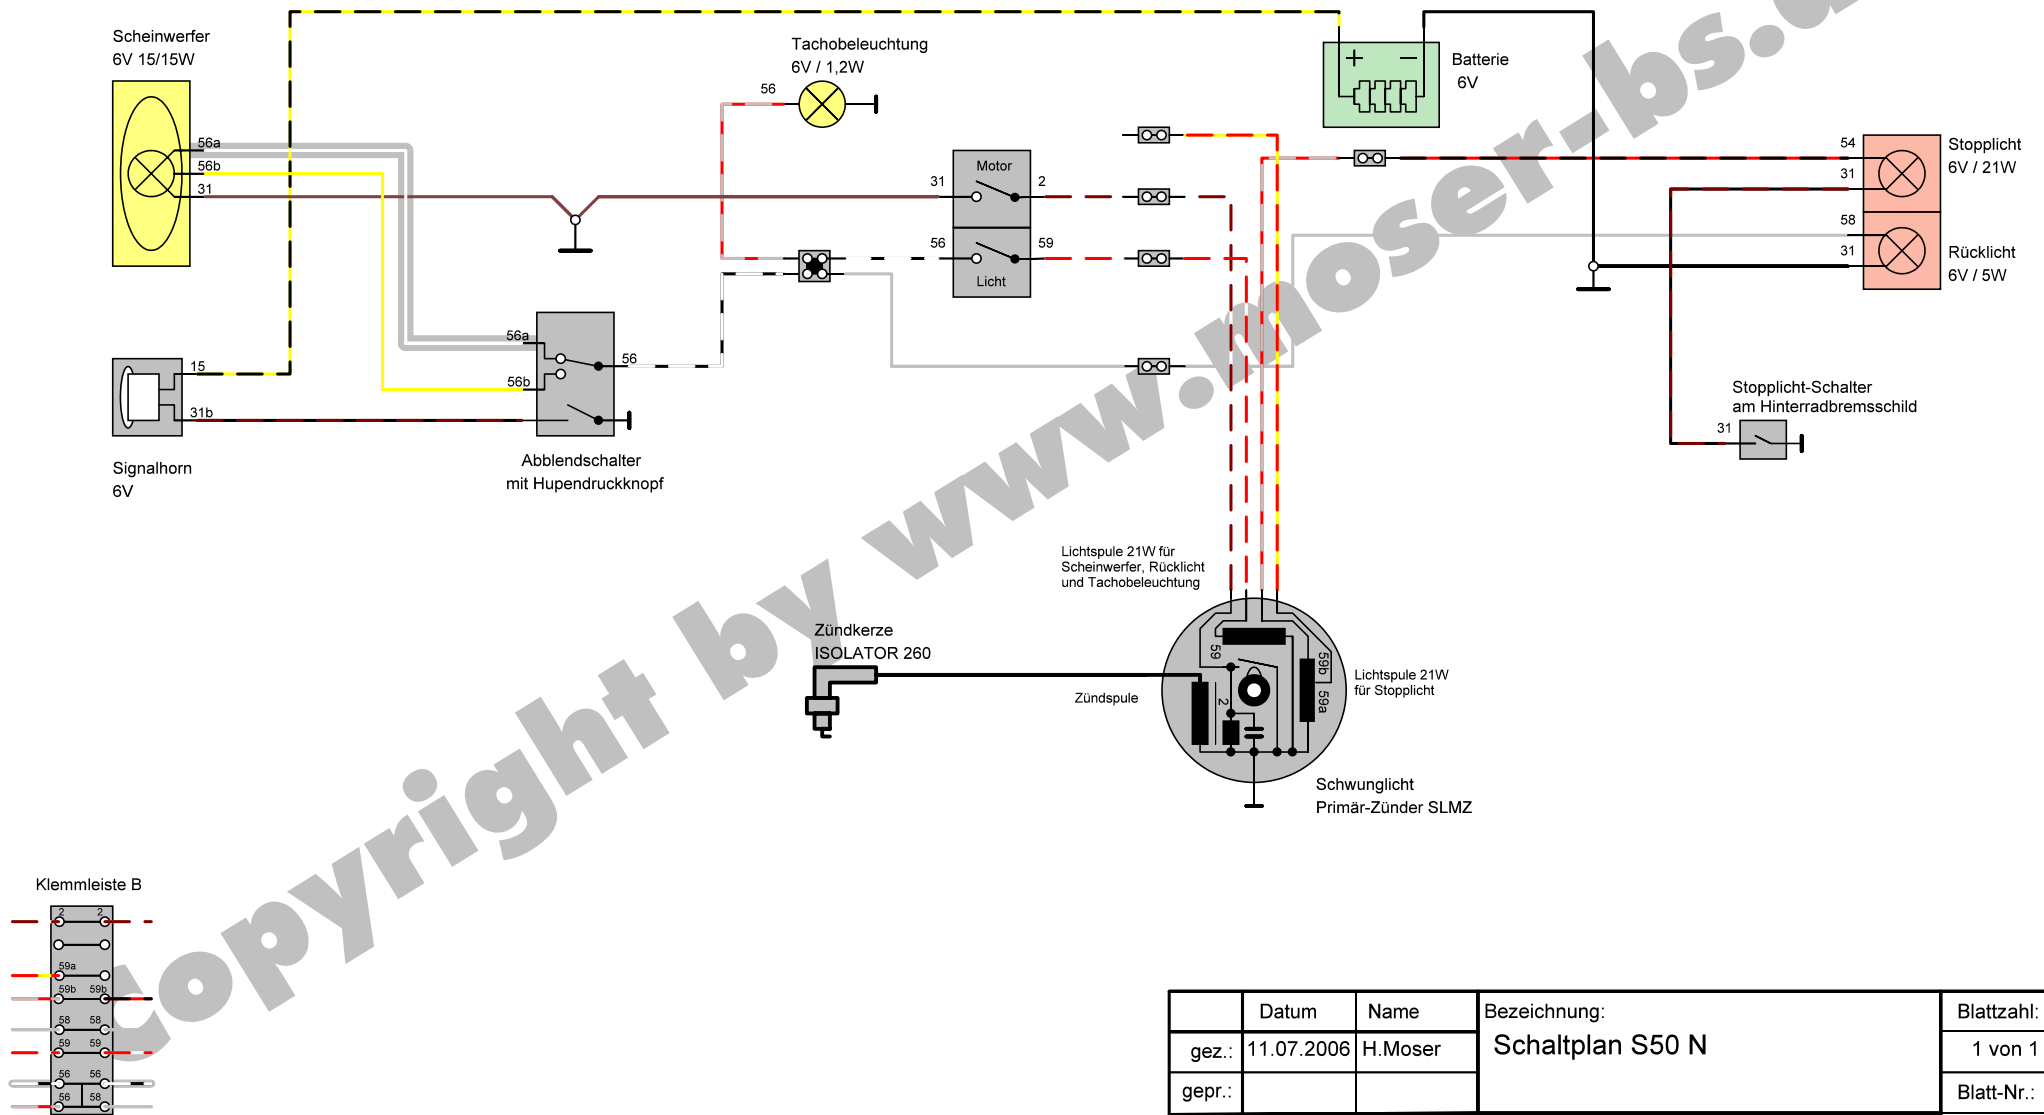 Scheinwerfer
6V 15/15W
Tachobeleuchtung
6V / 1,2W
56
Batterie
6V
+ −
56a
56b
31
Motor
31
2
56
59
Licht
54
31
58
31
Stopplicht
6V / 21W
Rücklicht
6V / 5W
15
31b
Signalhorn
6V
56a
56b
56
Abblendschalter
mit Hupendruckknopf
Stopplicht-Schalter
am Hinterradbremsschild
31
Lichtspule 21W für
Scheinwerfer, Rücklicht
und Tachobeleuchtung
Zündkerze
ISOLATOR 260
Zündspule
59
59b
59a
2
Lichtspule 21W
für Stopplicht
Schwunglicht
Primär-Zünder SLMZ
Klemmleiste B
2 2
59a
59b 59b
58 58
59 59
56 56
56 58
Datum Name Bezeichnung: Blattzahl:
gez.: 11.07.2006 H.Moser Schaltplan S50 N 1 von 1
gepr.: Blatt-Nr.:
copyright by www.moser-bs.d